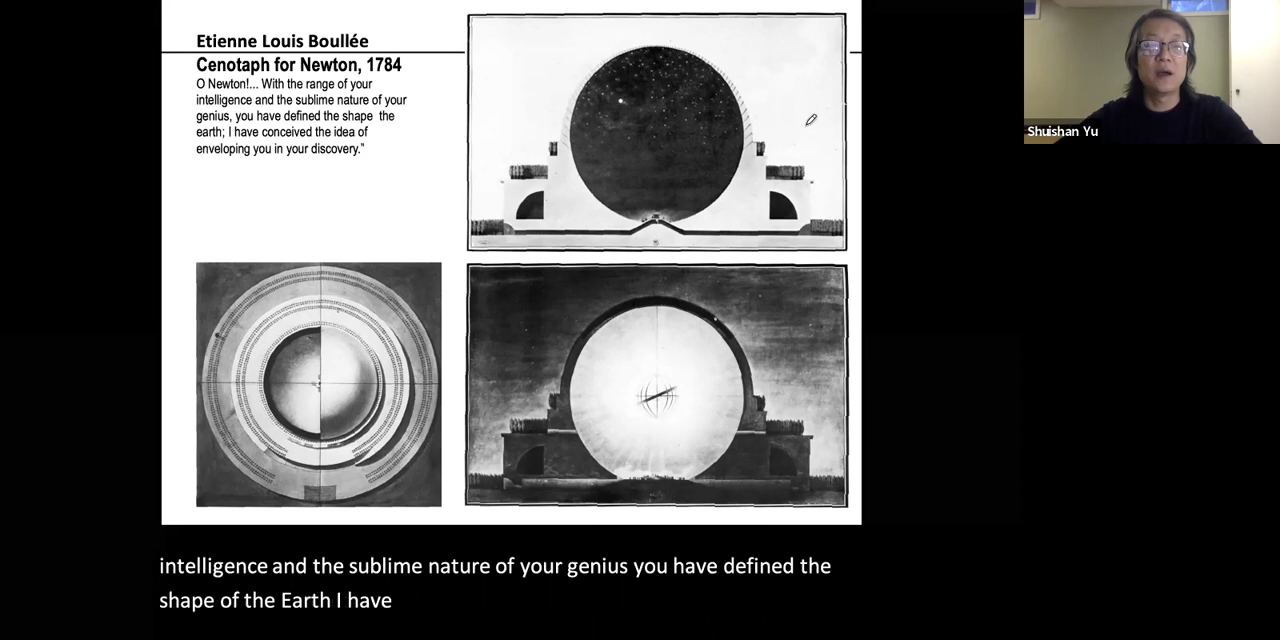 Etienne Louis Boullée
Cenotaph for Newton, 1784
O Newton!... With the range of your
intelligence and the sublime nature of your
genius, you have defined the shape  the
earth; I have conceived the idea of
enveloping you in your discovery."
Shuishan Yu
intelligence and the sublime nature of your genius you have defined the
shape of the Earth I have